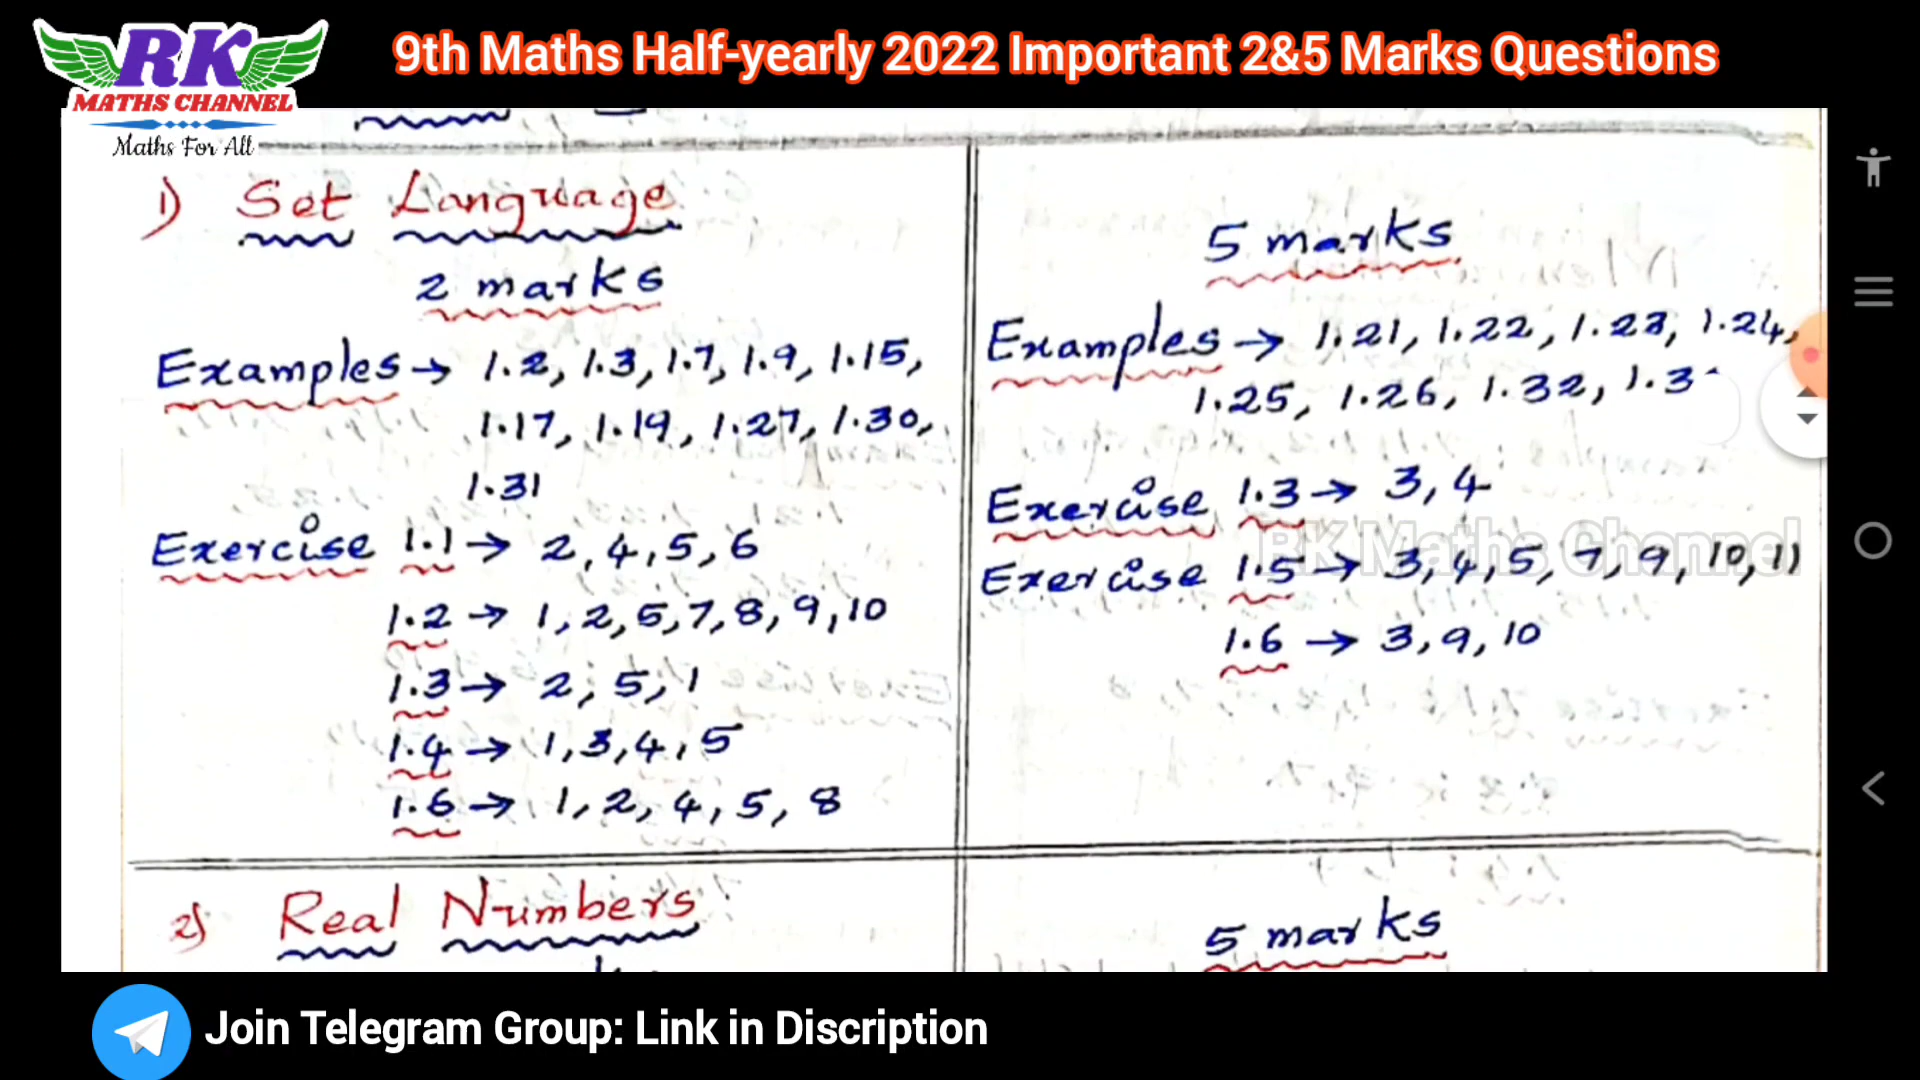 RK
MATHS CHANNEL
Maths For All
9th Maths Half-yearly 2022 Important 2&5 Marks Questions
1) Set Language
2 marks
Examples → 1.2, 1.3, 1.7, 1.9, 1.15,
1.17, 1.19, 1.27, 1.30,
1.31
Exercise 1.1 → 2, 4, 5, 6
1.2 → 1, 2, 5, 7, 8, 9, 10
1.3 → 2, 5, 1
1.4 → 1, 3, 4, 5
1.6 → 1, 2, 4, 5, 8
5 marks
Examples → 1.21, 1.22, 1.23, 1.24,
1.25, 1.26, 1.32,
Exercise 1.3 → 3, 4
RK Maths Channel
Exercise 1.5 → 3, 4, 5, 7, 9, 10, 11
1.6 → 3, 9, 10
2) Real Numbers
5 marks
Join Telegram Group: Link in Discription